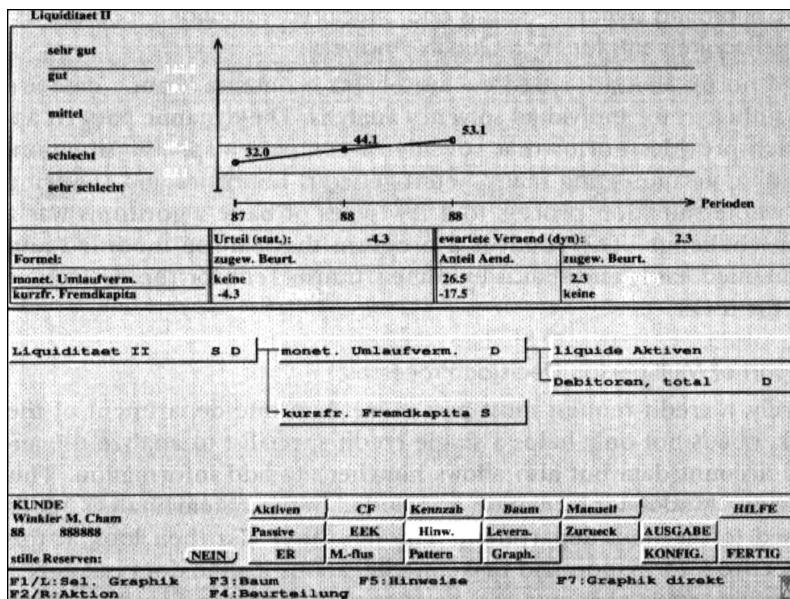 Liquiditaet II
sehr gut
gut
mittel
schlecht
sehr schlecht
32.0
44.1
53.1
87
88
88
Perioden
Urteil (stat.): -4.3 ewartete Veraend (dyn): 2.3
Formel: zugew. Beurt. Anteil Aend. zugew. Beurt.
monet. Umlaufverm. keine 26.5 2.3
kurzfr. Fremdkapita -4.3 -17.5 keine
Liquiditaet II S D monet. Umlaufverm. D liquide Aktiven
Debitoren, total D
kurzfr. Fremdkapita S
KUNDE
Winkler M. Cham
88 888888
stille Reserven: NEIN
Aktiven CF Kennzah Baum Manuell HILFE
Passive EEK Hinw. Levern. Zurueck AUSGABE
ER M.-flus Pattern Graph. KONFIG. FERTIG
F1/L:Sel. Graphik F3:Baum F5:Hinweise F7:Graphik direkt
F2/R:Aktion F4:Beurteilung